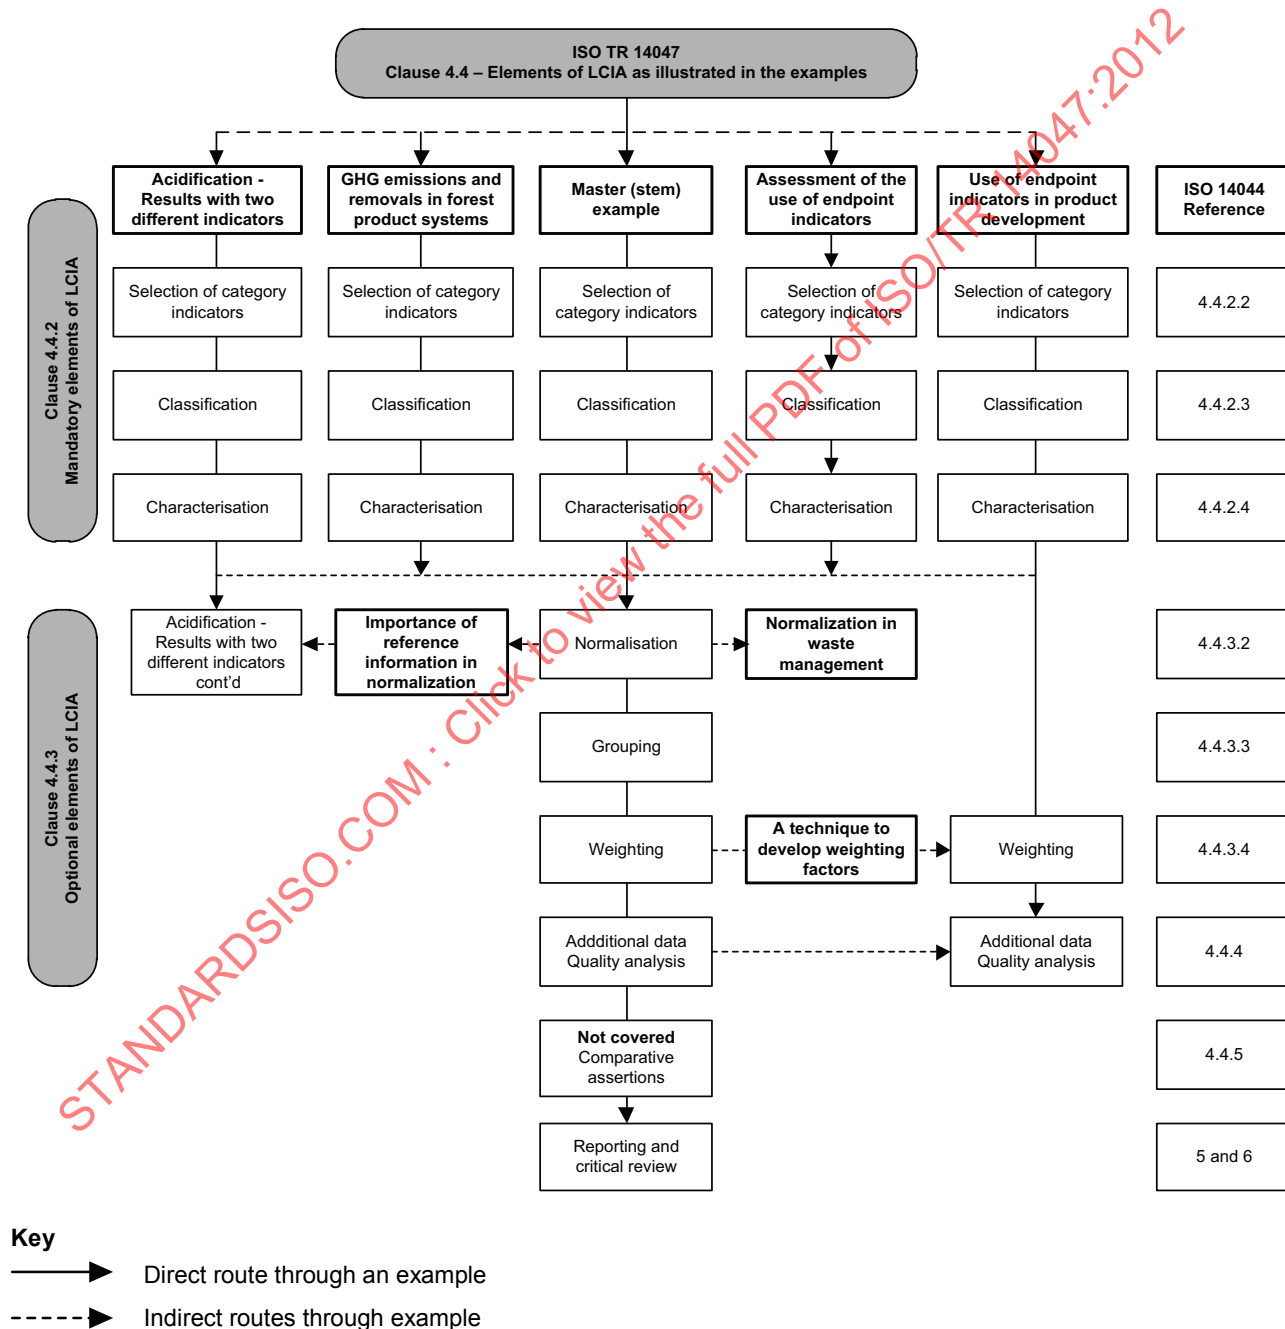 ISO TR 14047
Clause 4.4 – Elements of LCIA as illustrated in the examples
Clause 4.4.2
Mandatory elements of LCIA
Acidification -
Results with two
different indicators
GHG emissions and
removals in forest
product systems
Master (stem)
example
Assessment of the
use of endpoint
indicators
Use of endpoint
indicators in product
development
ISO 14044
Reference
Selection of category
indicators
Selection of category
indicators
Selection of
category indicators
Selection of
category indicators
Selection of category
indicators
4.4.2.2
Classification
Classification
Classification
Classification
Classification
4.4.2.3
Characterisation
Characterisation
Characterisation
Characterisation
Characterisation
4.4.2.4
Clause 4.4.3
Optional elements of LCIA
Acidification -
Results with two
different indicators
cont’d
Importance of
reference
information in
normalization
Normalisation
Normalization in
waste
management
4.4.3.2
Grouping
4.4.3.3
Weighting
A technique to
develop weighting
factors
Weighting
4.4.3.4
Addditional data
Quality analysis
Additional data
Quality analysis
4.4.4
Not covered
Comparative
assertions
4.4.5
Reporting and
critical review
5 and 6
Key
Direct route through an example
Indirect routes through example
STANDARDSISO.COM : Click to view the full PDF of ISO/TR 14047:2012